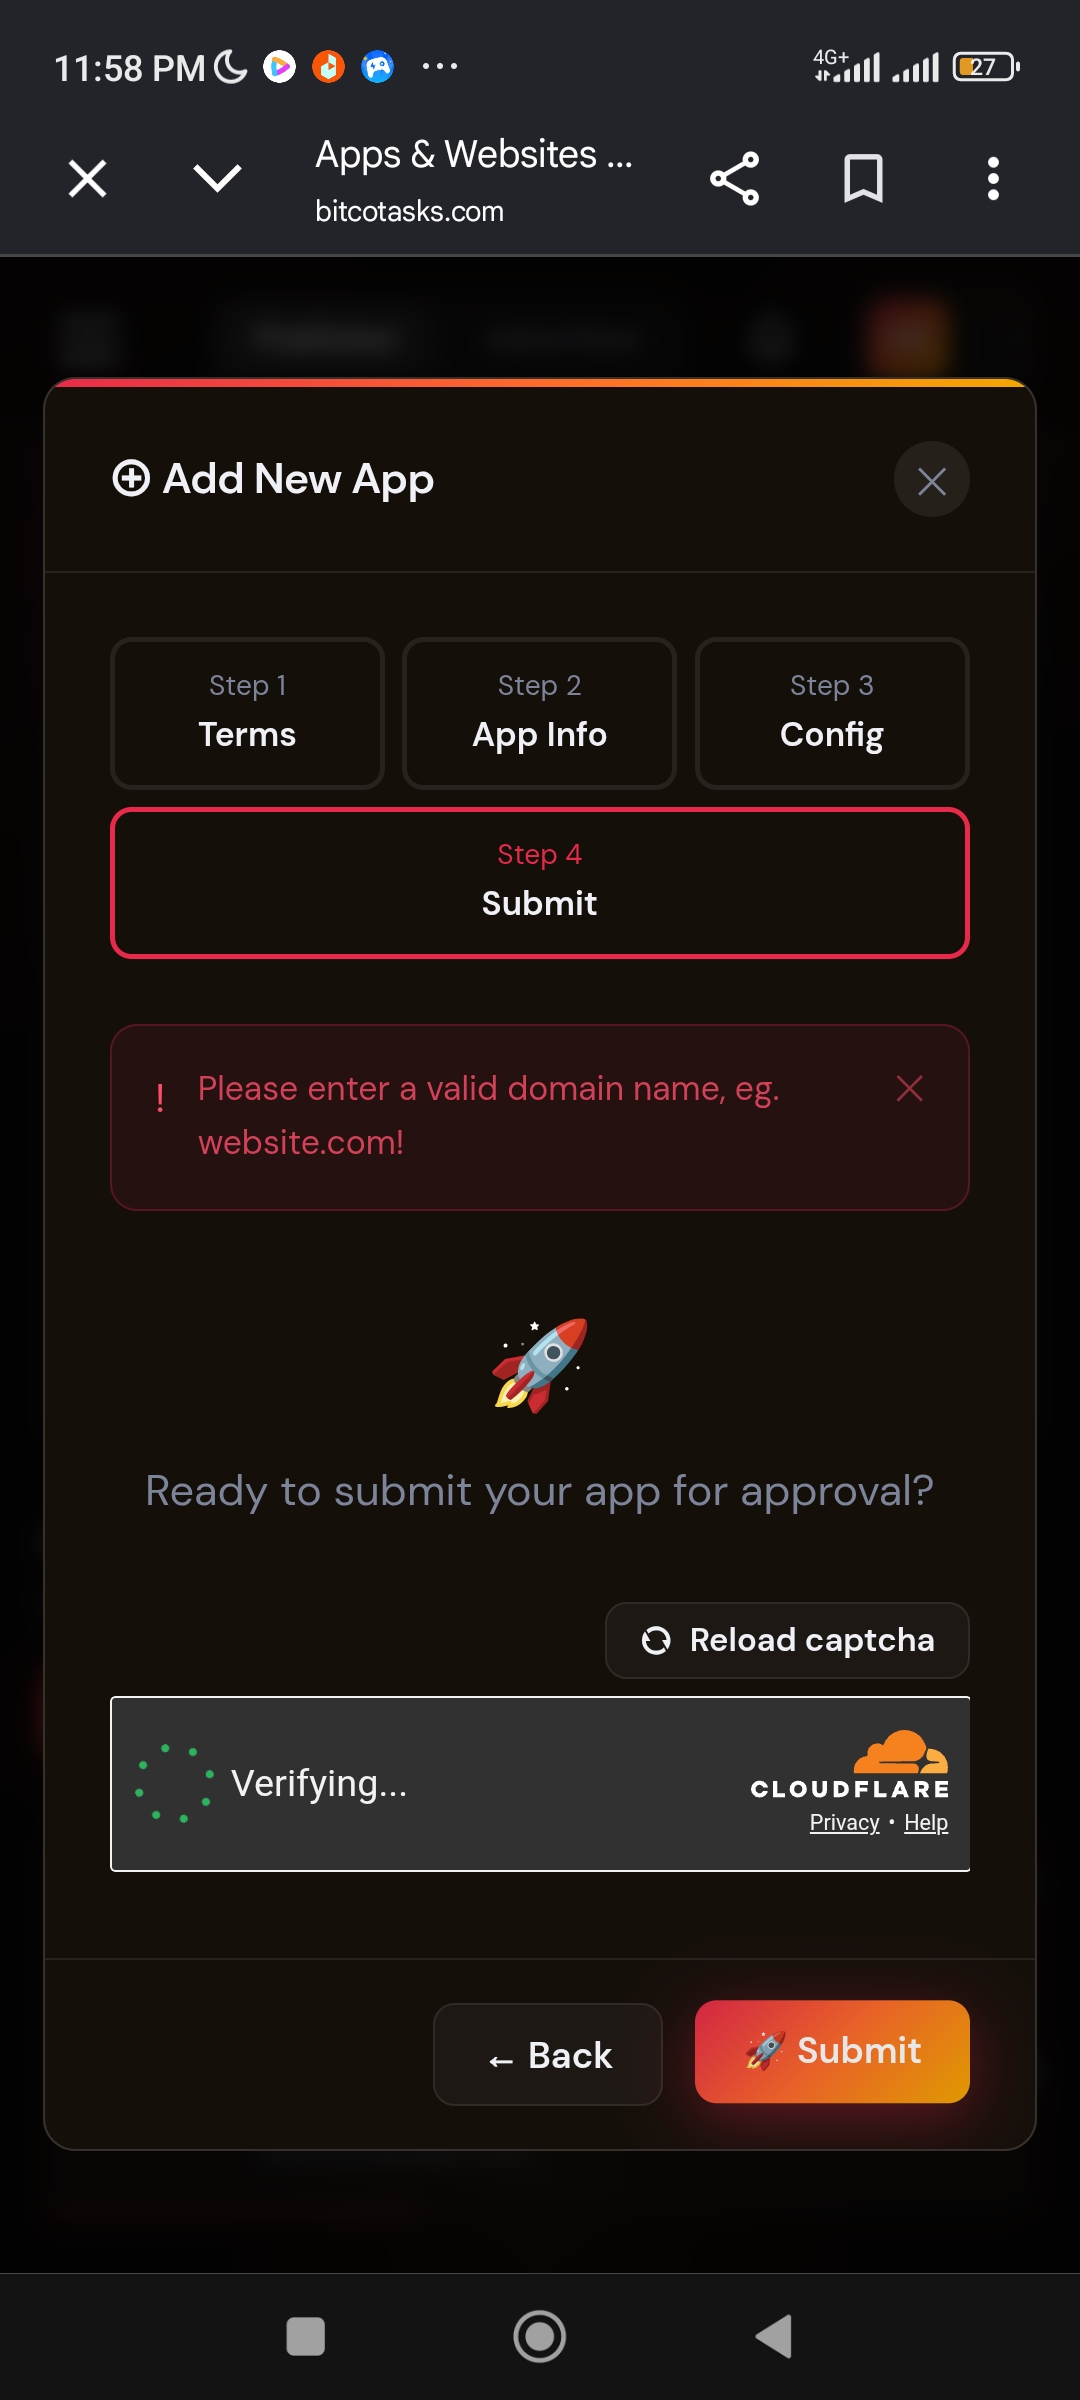 11:58 PM
4G+
27
Apps & Websites ...
bitcotasks.com
Add New App
Step 1
Terms
Step 2
App Info
Step 3
Config
Step 4
Submit
! Please enter a valid domain name, eg.
website.com!
Ready to submit your app for approval?
Reload captcha
Verifying...
CLOUDFLARE
Privacy • Help
← Back
Submit